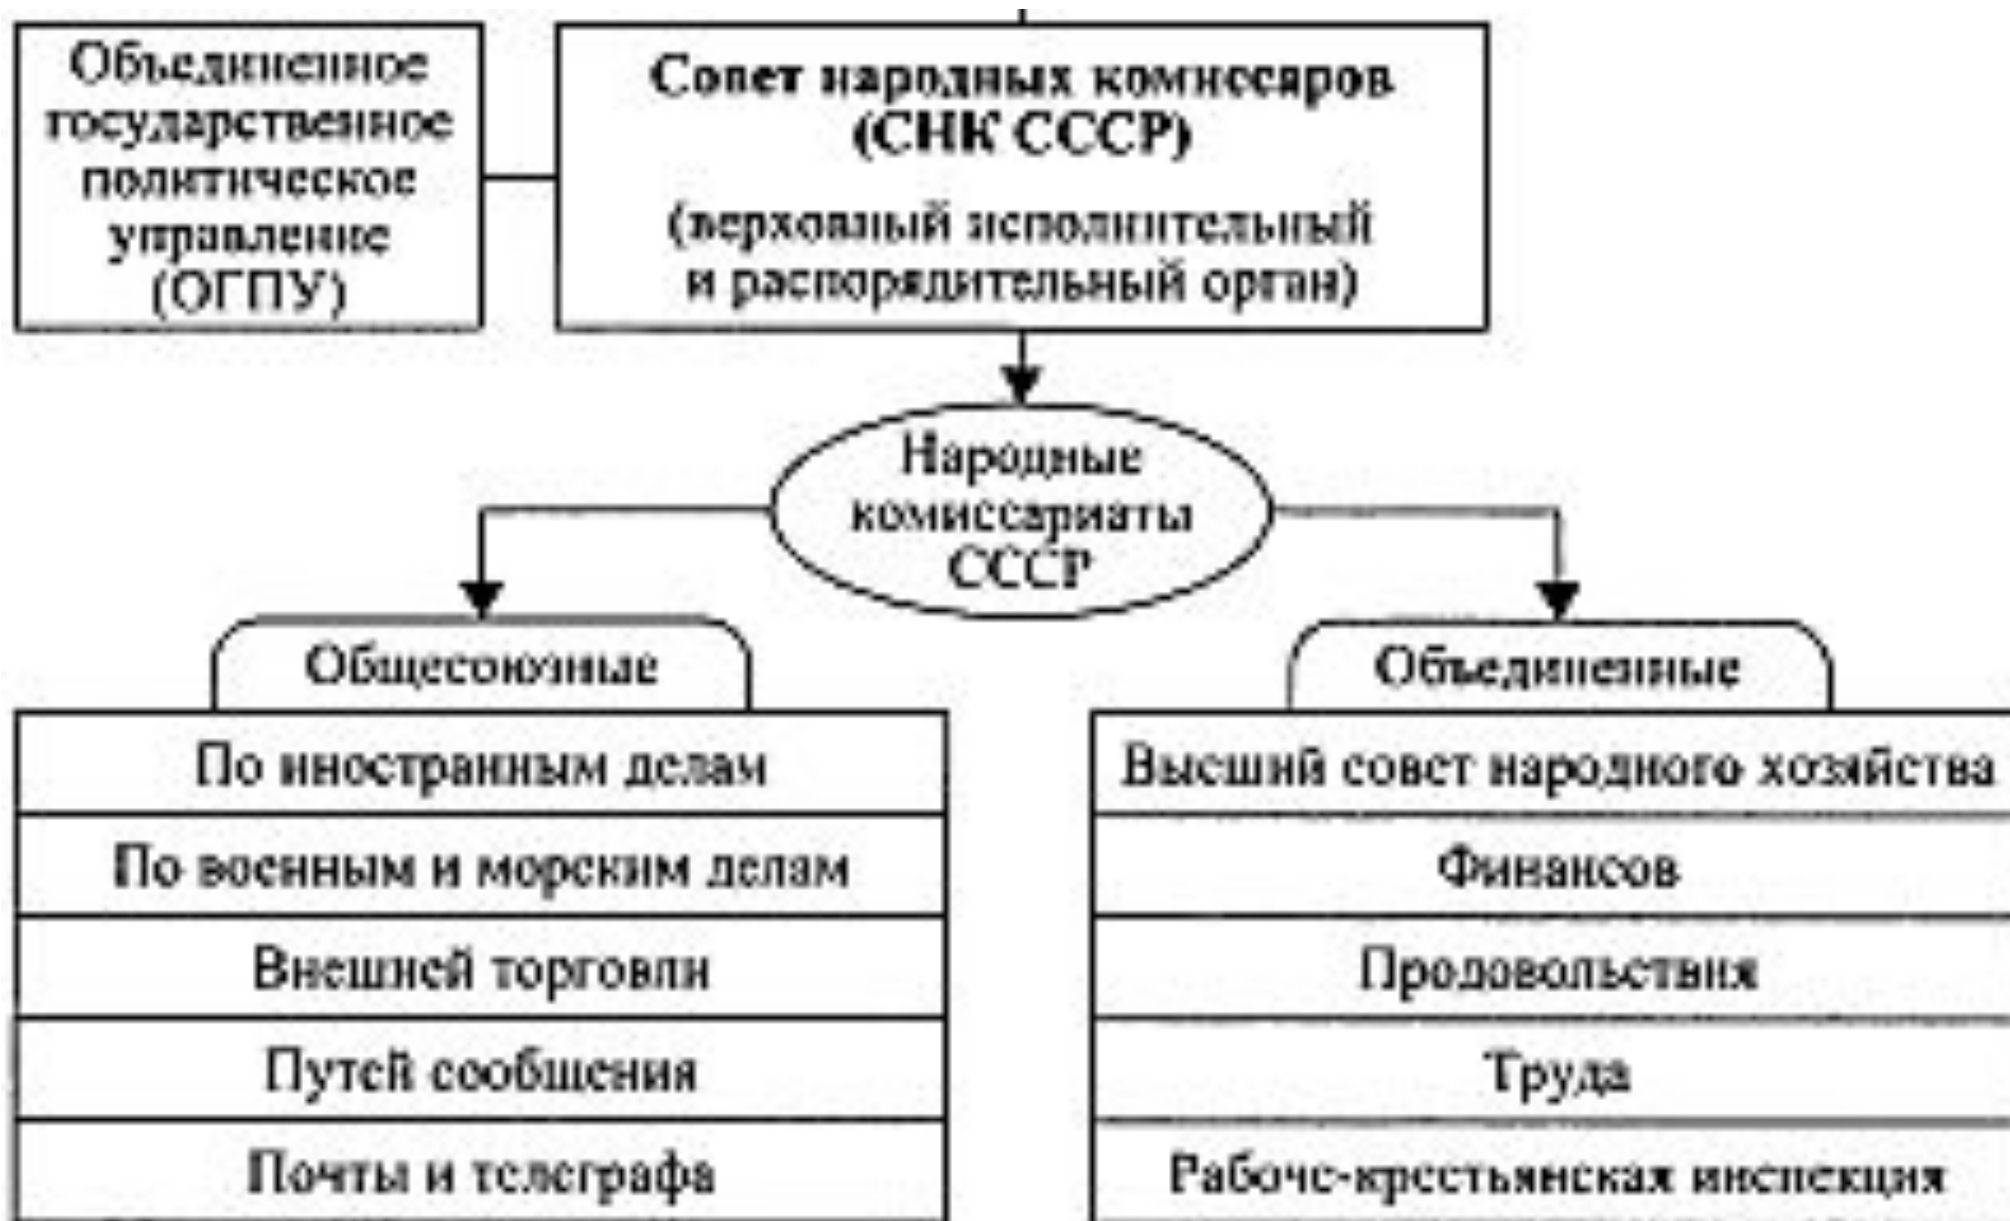 Объединенное
государственное
политическое
управление
(ОГПУ)
Совет народных комиссаров
(СНК СССР)
(верховный исполнительный
и распорядительный орган)
Народные
комиссариаты
СССР
Общесоюзные
По иностранным делам
По военным и морским делам
Внешней торговли
Путей сообщения
Почты и телеграфа
Объединенные
Высший совет народного хозяйства
Финансов
Продовольствия
Труда
Рабоче-крестьянская инспекция